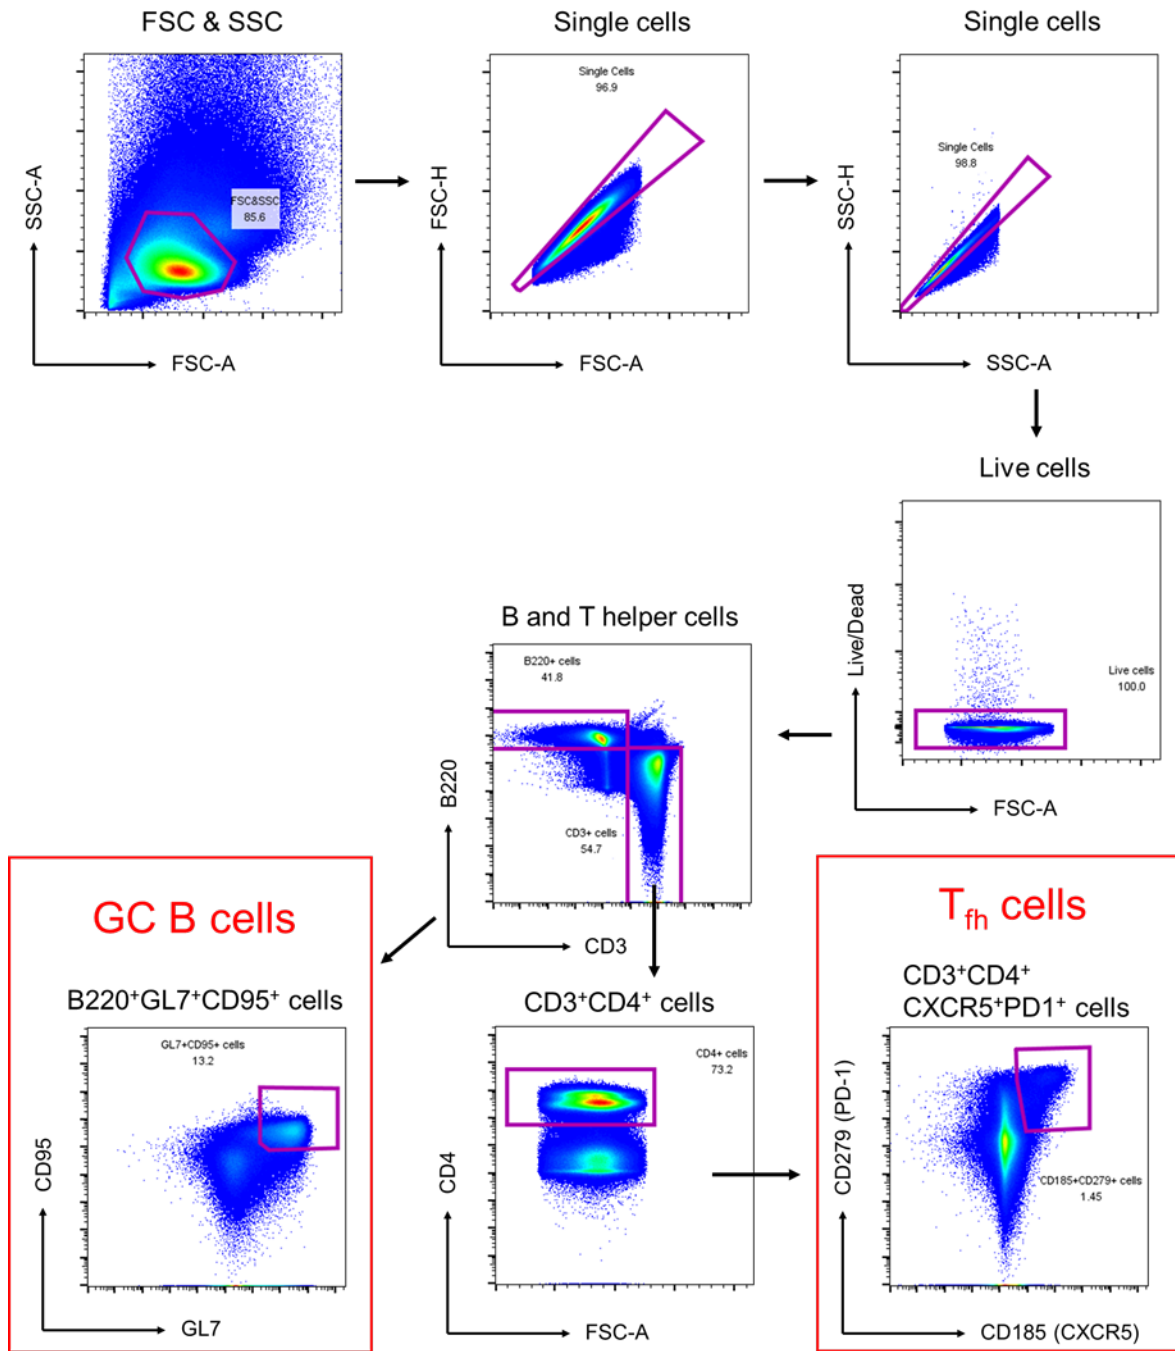 FSC & SSC
Single cells
Single cells
SSC-A
FSC&SSC
85.6
FSC-A
FSC-H
Single Cells
96.9
FSC-A
SSC-H
Single Cells
98.8
SSC-A
Live cells
Live/Dead
Live cells
100.0
FSC-A
B and T helper cells
B220
B220+ cells
41.8
CD3+ cells
54.7
CD3
GC B cells
B220⁺GL7⁺CD95⁺ cells
CD95
GL7+CD95+ cells
13.2
GL7
CD3⁺CD4⁺ cells
CD4
CD4+ cells
73.2
FSC-A
Tfh cells
CD3⁺CD4⁺
CXCR5⁺PD1⁺ cells
CD279 (PD-1)
CD185+CD279+ cells
1.45
CD185 (CXCR5)